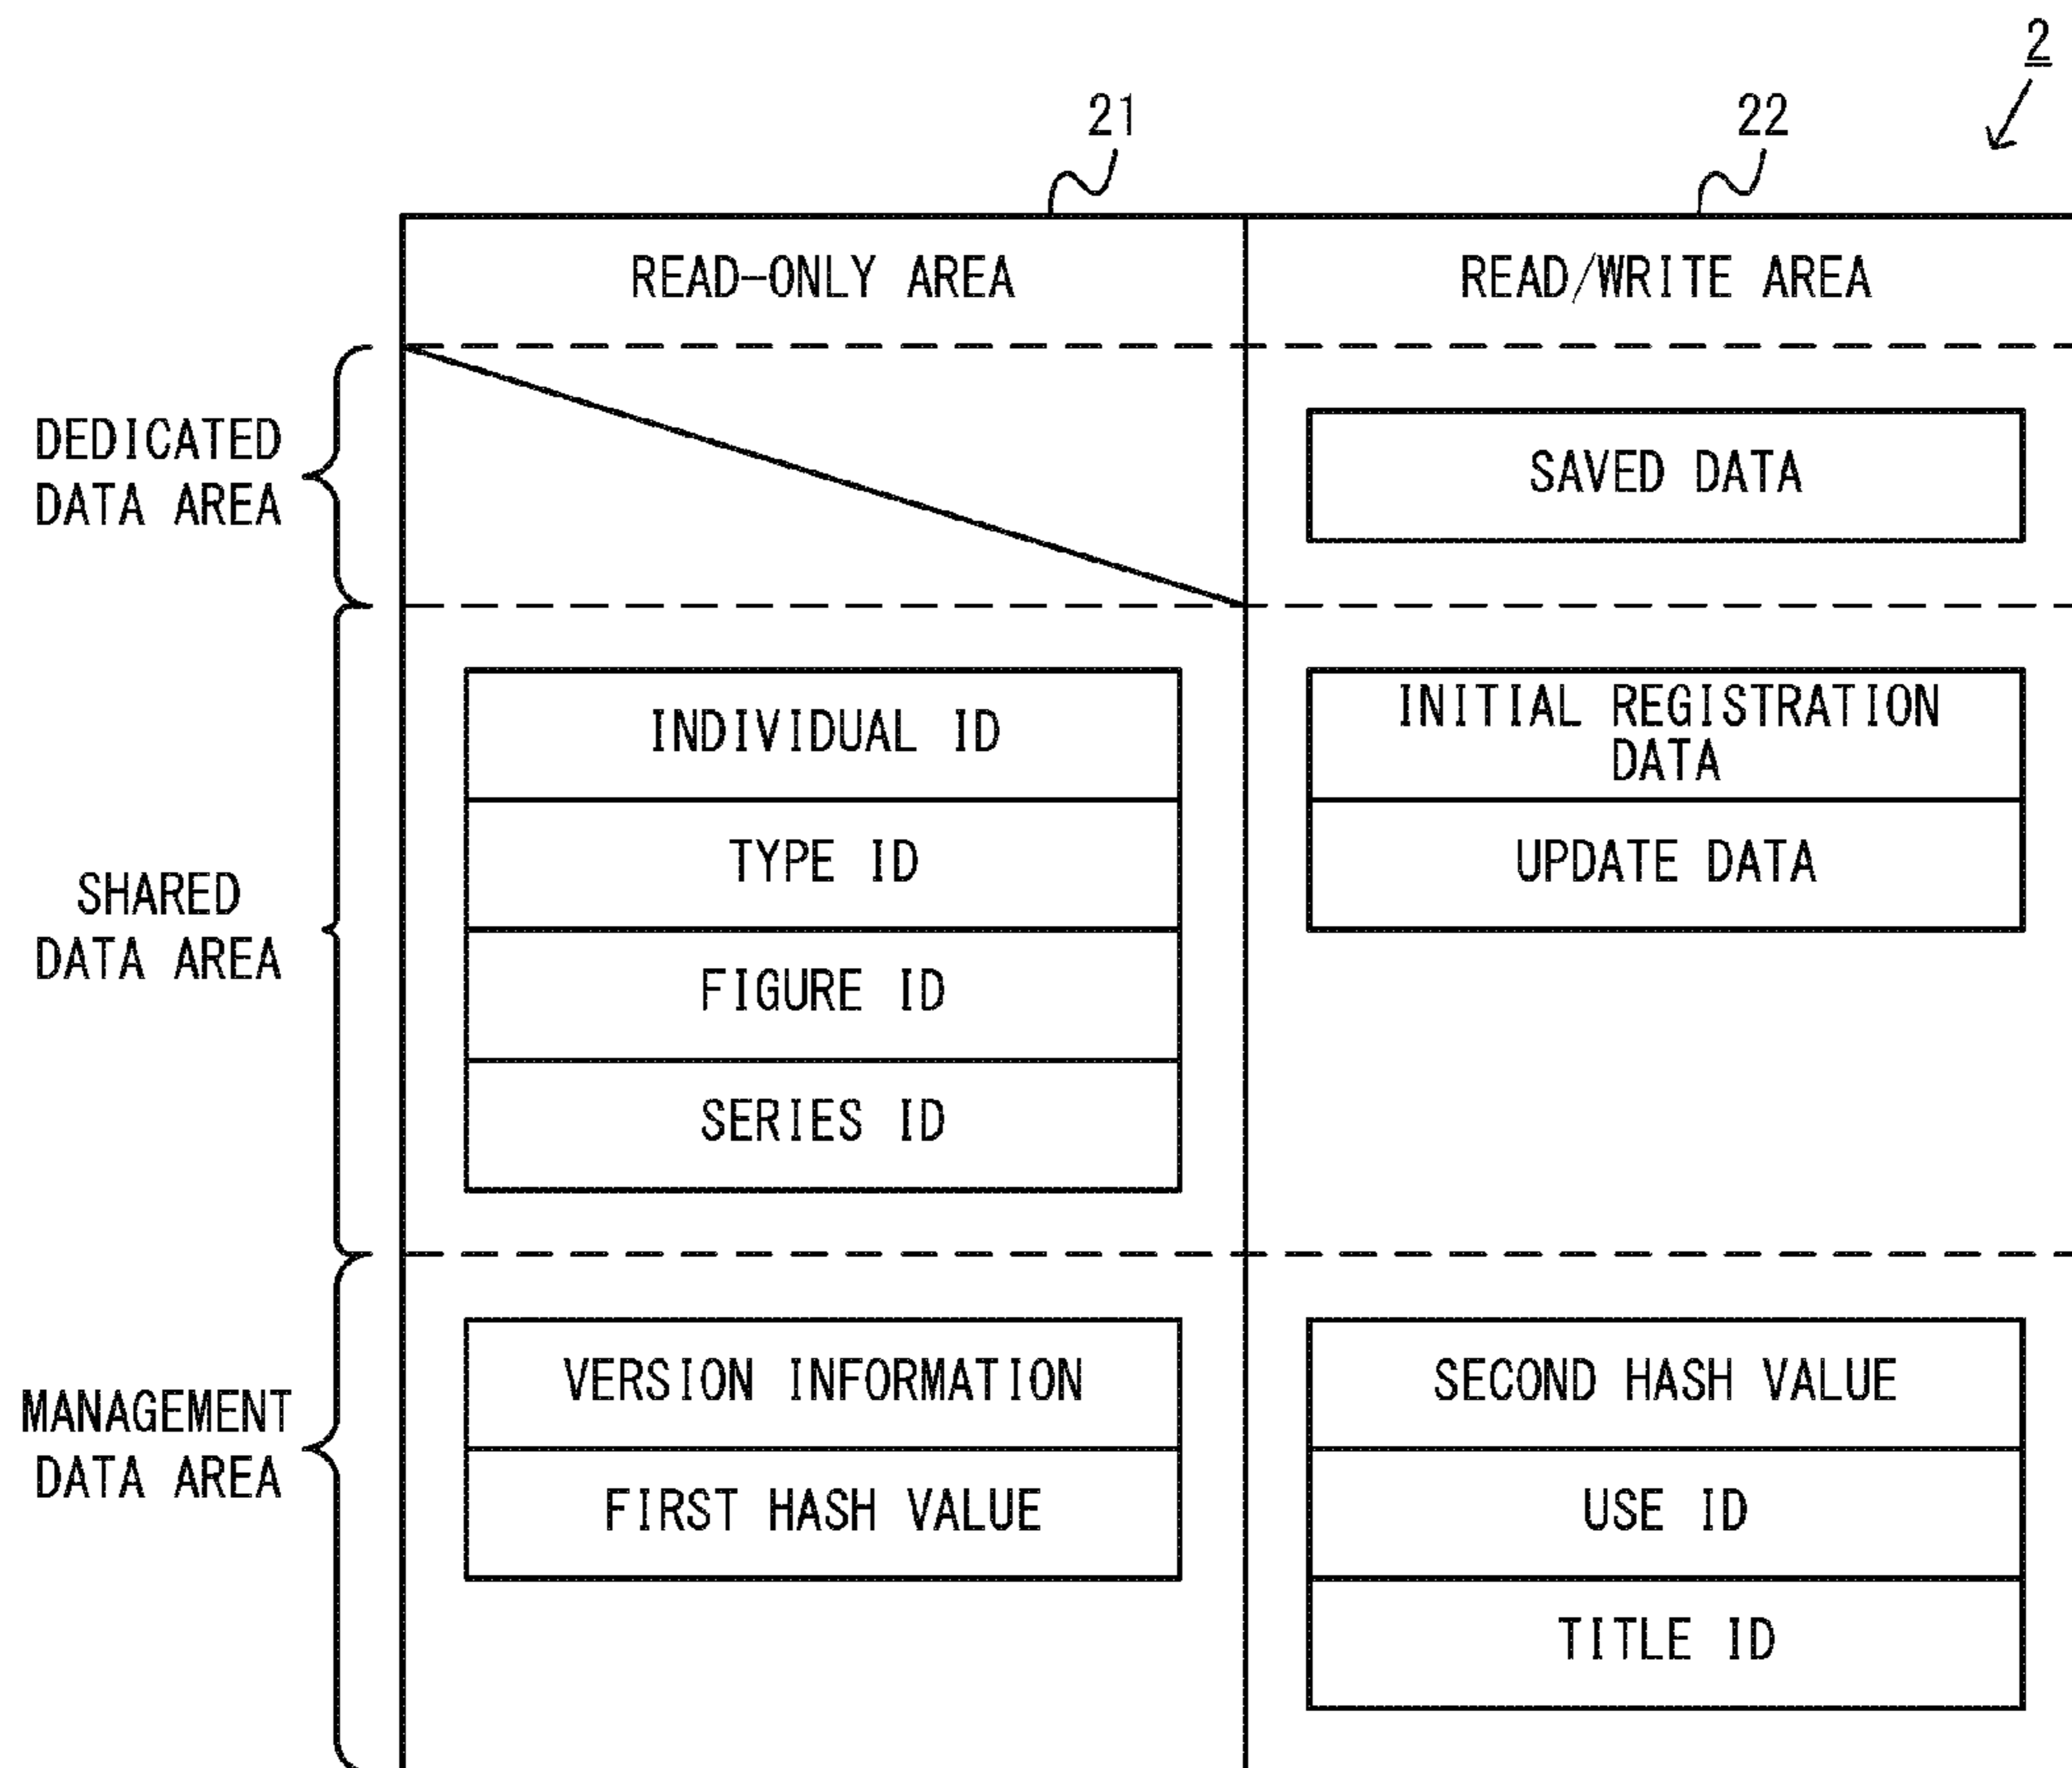 2
21
22
READ-ONLY AREA
READ/WRITE AREA
DEDICATED
DATA AREA
SAVED DATA
SHARED
DATA AREA
INDIVIDUAL ID
TYPE ID
FIGURE ID
SERIES ID
INITIAL REGISTRATION
DATA
UPDATE DATA
MANAGEMENT
DATA AREA
VERSION INFORMATION
FIRST HASH VALUE
SECOND HASH VALUE
USE ID
TITLE ID